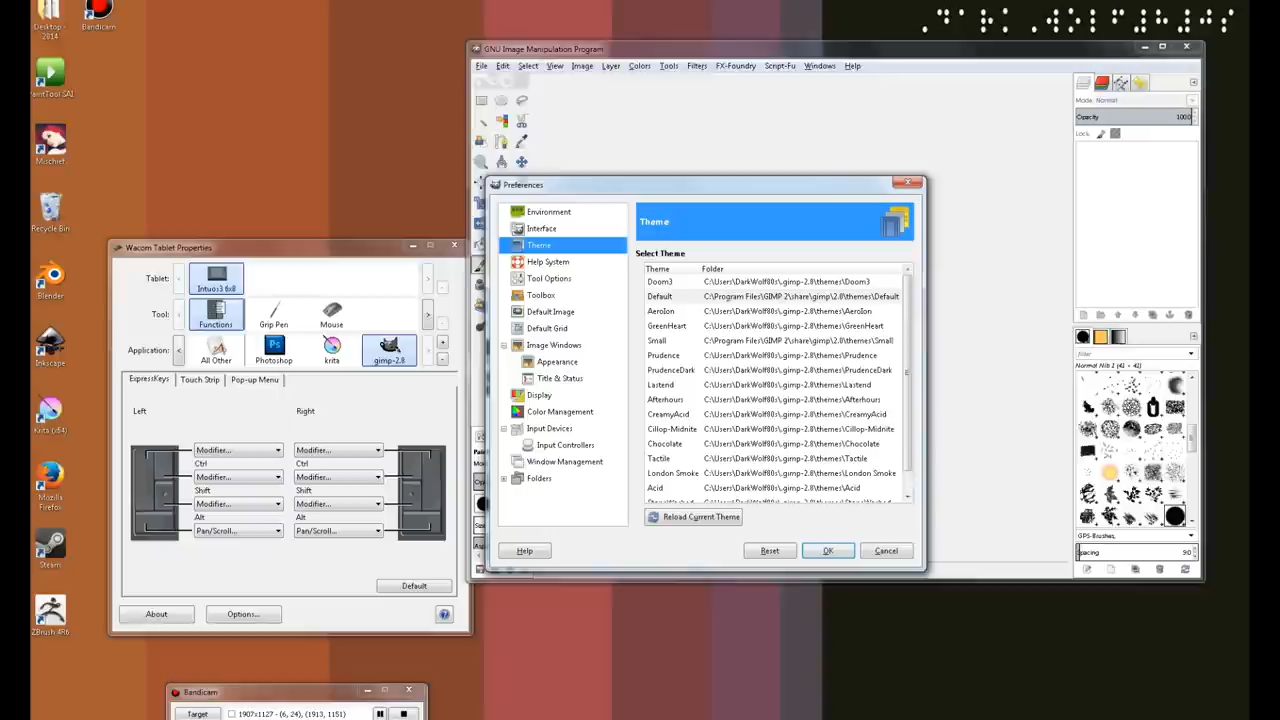 Desktop -
2014
Bandicam
PaintTool SAI
Mischief
Recycle Bin
Blender
Inkscape
Krita (x64)
Mozilla
Firefox
Steam
ZBrush 4R6
GNU Image Manipulation Program
File Edit Select View Image Layer Colors Tools Filters FX-Foundry Script-Fu Windows Help
Mode: Normal
Opacity 100.0
Lock:
filter
Normal Nib 1 (41 × 41)
GPS-Brushes,
Spacing 9.0
Preferences
Environment
Interface
Theme
Help System
Tool Options
Toolbox
Default Image
Default Grid
Image Windows
Appearance
Title & Status
Display
Color Management
Input Devices
Input Controllers
Window Management
Folders
Theme
Select Theme
Theme Folder
Doom3 C:\Users\DarkWolf80s\.gimp-2.8\themes\Doom3
Default C:\Program Files\GIMP 2\share\gimp\2.0\themes\Default
AeroIon C:\Users\DarkWolf80s\.gimp-2.8\themes\AeroIon
GreenHeart C:\Users\DarkWolf80s\.gimp-2.8\themes\GreenHeart
Small C:\Program Files\GIMP 2\share\gimp\2.0\themes\Small
Prudence C:\Users\DarkWolf80s\.gimp-2.8\themes\Prudence
PrudenceDark C:\Users\DarkWolf80s\.gimp-2.8\themes\PrudenceDark
Lastend C:\Users\DarkWolf80s\.gimp-2.8\themes\Lastend
Afterhours C:\Users\DarkWolf80s\.gimp-2.8\themes\Afterhours
CreamyAcid C:\Users\DarkWolf80s\.gimp-2.8\themes\CreamyAcid
Cillop-Midnite C:\Users\DarkWolf80s\.gimp-2.8\themes\Cillop-Midnite
Chocolate C:\Users\DarkWolf80s\.gimp-2.8\themes\Chocolate
Tactile C:\Users\DarkWolf80s\.gimp-2.8\themes\Tactile
London Smoke C:\Users\DarkWolf80s\.gimp-2.8\themes\London Smoke
Acid C:\Users\DarkWolf80s\.gimp-2.8\themes\Acid
Reload Current Theme
Help Reset OK Cancel
Wacom Tablet Properties
Tablet:
Intuos3 6x8
Tool:
Functions Grip Pen Mouse
Application:
All Other Photoshop krita gimp-2.8
ExpressKeys Touch Strip Pop-up Menu
Left Right
Modifier... Modifier...
Ctrl Ctrl
Modifier... Modifier...
Shift Shift
Modifier... Modifier...
Alt Alt
Pan/Scroll... Pan/Scroll...
Default
About Options...
Bandicam
Target 1907x1127 - (6, 24), (1913, 1151)